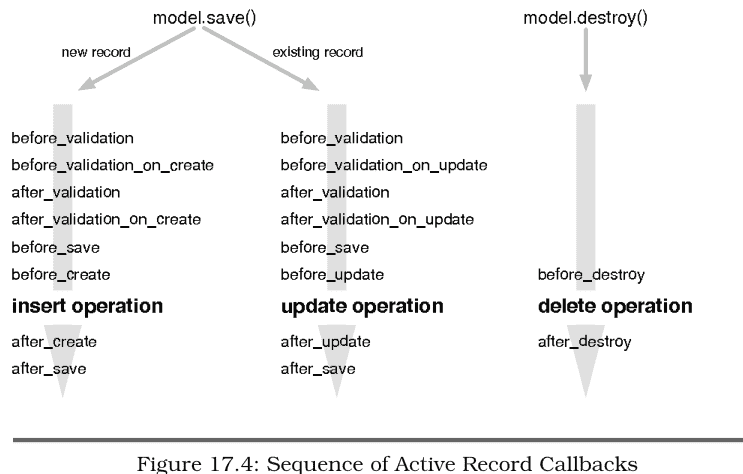 model.save()
new record
existing record
before_validation
before_validation_on_create
after_validation
after_validation_on_create
before_save
before_create
insert operation
after_create
after_save
before_validation
before_validation_on_update
after_validation
after_validation_on_update
before_save
before_update
update operation
after_update
after_save
model.destroy()
before_destroy
delete operation
after_destroy
Figure 17.4: Sequence of Active Record Callbacks